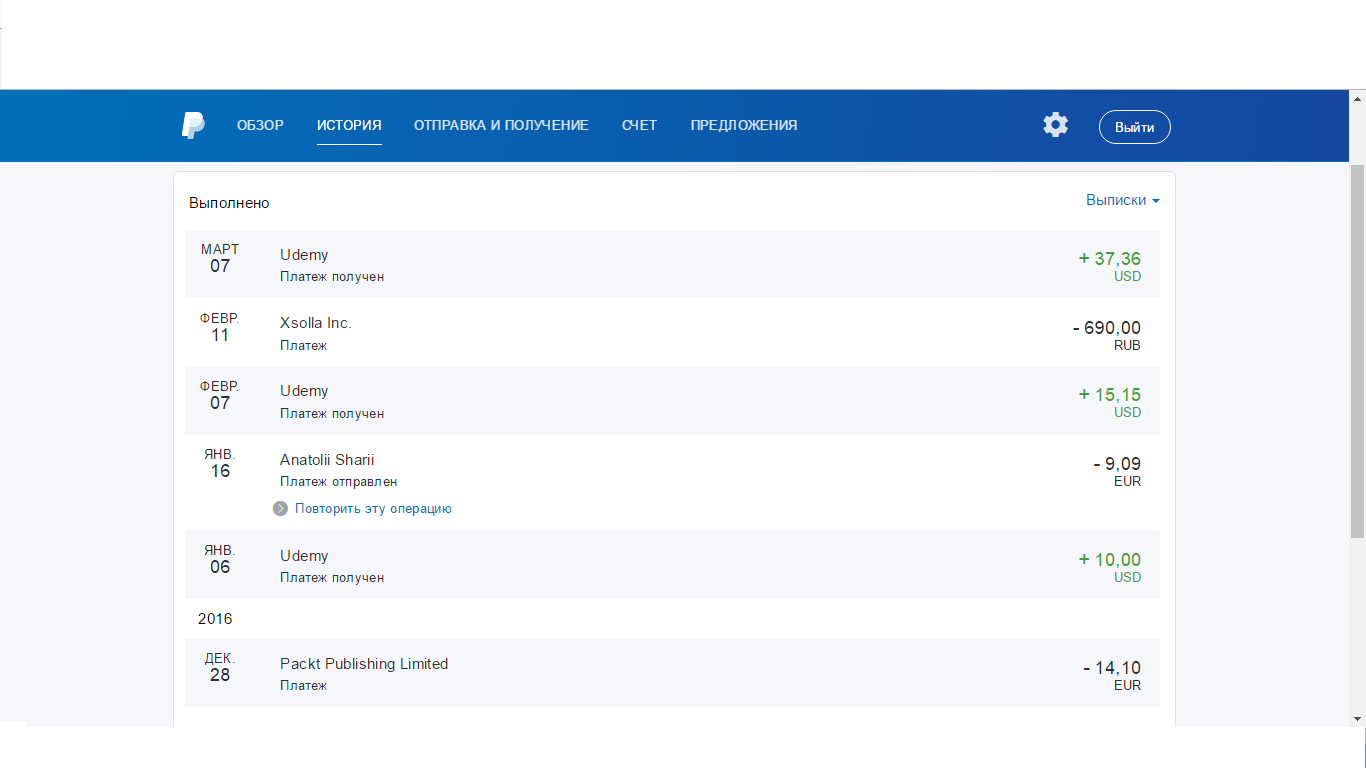 ОБЗОР ИСТОРИЯ ОТПРАВКА И ПОЛУЧЕНИЕ СЧЕТ ПРЕДЛОЖЕНИЯ Выйти
Выполнено Выписки
МАРТ
07
Udemy
Платеж получен
+ 37,36
USD
ФЕВР.
11
Xsolla Inc.
Платеж
- 690,00
RUB
ФЕВР.
07
Udemy
Платеж получен
+ 15,15
USD
ЯНВ.
16
Anatolii Sharii
Платеж отправлен
- 9,09
EUR
Повторить эту операцию
ЯНВ.
06
Udemy
Платеж получен
+ 10,00
USD
2016
ДЕК.
28
Packt Publishing Limited
Платеж
- 14,10
EUR